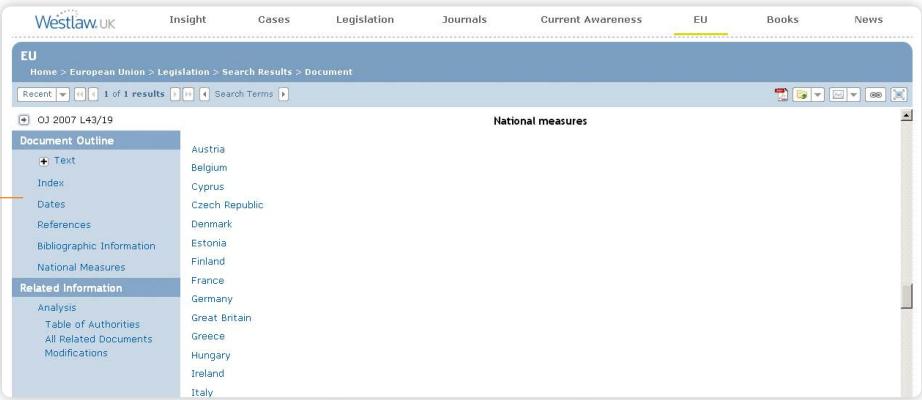 Westlaw. UK Insight Cases Legislation Journals Current Awareness EU Books News
EU
Home > European Union > Legislation > Search Results > Document
Recent 1 of 1 results Search Terms
OJ 2007 L43/19
Document Outline
Text
Index
Dates
References
Bibliographic Information
National Measures
Related Information
Analysis
Table of Authorities
All Related Documents
Modifications
National measures
Austria
Belgium
Cyprus
Czech Republic
Denmark
Estonia
Finland
France
Germany
Great Britain
Greece
Hungary
Ireland
Italy